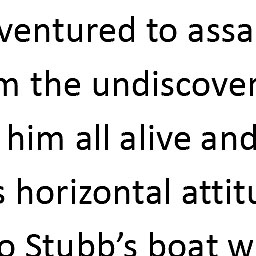 ventured to assa
m the undiscover
him all alive and
s horizontal attitu
o Stubb’s boat w